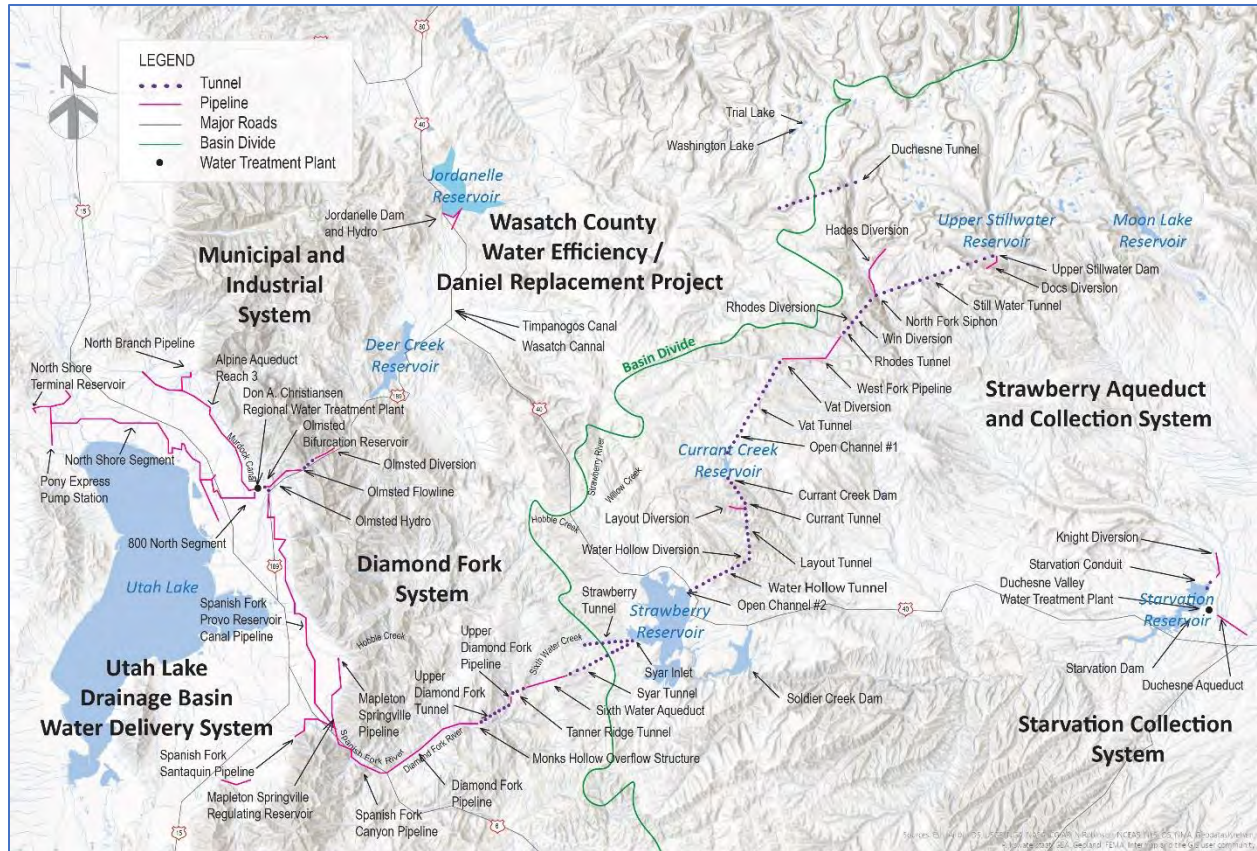 LEGEND
Tunnel
Pipeline
Major Roads
Basin Divide
Water Treatment Plant
N
80
40
15
Trial Lake
Washington Lake
Duchesne Tunnel
Jordanelle
Reservoir
Jordanelle Dam
and Hydro
Wasatch County
Water Efficiency /
Daniel Replacement Project
Municipal and
Industrial
System
Hades Diversion
Upper Stillwater
Reservoir
Moon Lake
Reservoir
Upper Stillwater Dam
Docs Diversion
Still Water Tunnel
North Fork Siphon
Rhodes Diversion
Win Diversion
Rhodes Tunnel
West Fork Pipeline
Timpanogos Canal
Wasatch Cannal
Deer Creek
Reservoir
189
40
Basin Divide
Vat Diversion
Vat Tunnel
Open Channel #1
Strawberry Aqueduct
and Collection System
North Branch Pipeline
North Shore
Terminal Reservoir
Alpine Aqueduct
Reach 3
Don A. Christiansen
Regional Water Treatment Plant
Olmsted
Bifurcation Reservoir
Murdock Canal
Olmsted Diversion
Olmsted Flowline
Olmsted Hydro
North Shore Segment
Pony Express
Pump Station
800 North Segment
Strawberry River
Willow Creek
Hobble Creek
Currant Creek
Reservoir
Currant Creek Dam
Currant Tunnel
Layout Diversion
Layout Tunnel
Water Hollow Diversion
Water Hollow Tunnel
Open Channel #2
Knight Diversion
Starvation Conduit
Duchesne Valley
Water Treatment Plant
Starvation
Reservoir
Starvation Dam
Duchesne Aqueduct
Starvation Collection
System
40
Diamond Fork
System
Utah Lake
189
Spanish Fork
Provo Reservoir
Canal Pipeline
Hobble Creek
Strawberry
Tunnel
Strawberry
Reservoir
Sixth Water Creek
Upper
Diamond Fork
Pipeline
Upper
Diamond Fork
Tunnel
Syar Inlet
Syar Tunnel
Sixth Water Aqueduct
Tanner Ridge Tunnel
Soldier Creek Dam
Utah Lake
Drainage Basin
Water Delivery System
Mapleton
Springville
Pipeline
Spanish Fork River
Diamond Fork River
Monks Hollow Overflow Structure
Diamond Fork
Pipeline
Spanish Fork
Santaquin Pipeline
Mapleton Springville
Regulating Reservoir
Spanish Fork
Canyon Pipeline
15
6